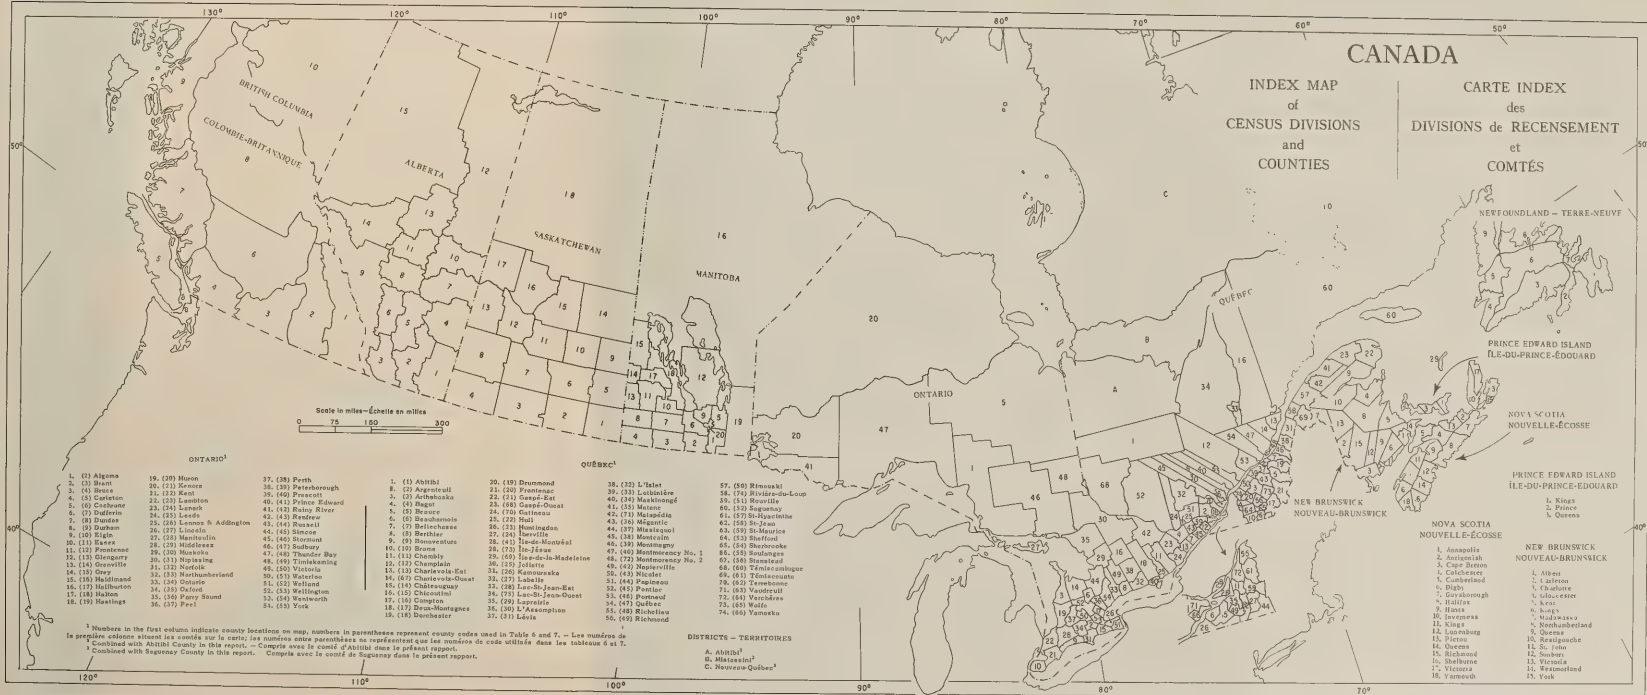 CANADA
INDEX MAP
of
CENSUS DIVISIONS
and
COUNTIES
CARTE INDEX
des
DIVISIONS de RECENSEMENT
et
COMTÉS
130°
120°
110°
100°
90°
80°
70°
60°
50°
40°
BRITISH COLUMBIA
COLOMBIE-BRITANNIQUE
ALBERTA
SASKATCHEWAN
MANITOBA
ONTARIO
QUÉBEC
NEWFOUNDLAND – TERRE-NEUVE
PRINCE EDWARD ISLAND
ÎLE-DU-PRINCE-ÉDOUARD
NOVA SCOTIA
NOUVELLE-ÉCOSSE
NEW BRUNSWICK
NOUVEAU-BRUNSWICK
Scale in miles—Échelle en milles
0 75 150 300
ONTARIO¹
1. (2) Algoma
2. (3) Brant
3. (4) Bruce
4. (5) Carleton
5. (6) Cochrane
6. (7) Dufferin
7. (8) Dundas
8. (9) Durham
9. (10) Elgin
10. (11) Essex
11. (12) Frontenac
12. (13) Glengarry
13. (14) Grenville
14. (15) Grey
15. (16) Haldimand
16. (17) Haliburton
17. (18) Halton
18. (19) Hastings
19. (20) Huron
20. (21) Kenora
21. (22) Kent
22. (23) Lambton
23. (24) Lanark
24. (25) Leeds
25. (26) Lennox & Addington
26. (27) Lincoln
27. (28) Manitoulin
28. (29) Middlesex
29. (30) Muskoka
30. (31) Nipissing
31. (32) Norfolk
32. (33) Northumberland
33. (34) Ontario
34. (35) Oxford
35. (36) Parry Sound
36. (37) Peel
37. (38) Perth
38. (39) Peterborough
39. (40) Prescott
40. (41) Prince Edward
41. (42) Rainy River
42. (43) Renfrew
43. (44) Russell
44. (45) Simcoe
45. (46) Stormont
46. (47) Sudbury
47. (48) Thunder Bay
48. (49) Timiskaming
49. (50) Victoria
50. (51) Waterloo
51. (52) Welland
52. (53) Wellington
53. (54) Wentworth
54. (55) York
QUÉBEC¹
1. (1) Abitibi
2. (2) Argenteuil
3. (3) Arthabaska
4. (4) Bagot
5. (5) Beauce
6. (6) Beauharnois
7. (7) Bellechasse
8. (8) Berthier
9. (9) Bonaventure
10. (10) Brome
11. (11) Chambly
12. (12) Champlain
13. (13) Charlevoix-Est
14. (67) Charlevoix-Ouest
15. (14) Châteauguay
16. (15) Chicoutimi
17. (16) Compton
18. (17) Deux-Montagnes
19. (18) Dorchester
20. (19) Drummond
21. (20) Frontenac
22. (21) Gaspé-Est
23. (68) Gaspé-Ouest
24. (70) Gatineau
25. (22) Hull
26. (23) Huntingdon
27. (24) Iberville
28. (41) Île-de-Montréal
28. (73) Île-Jésus
29. (69) Îles-de-la-Madeleine
30. (25) Joliette
31. (26) Kamouraska
32. (27) Labelle
33. (28) Lac-St-Jean-Est
34. (75) Lac-St-Jean-Ouest
35. (29) Laprairie
36. (30) L'Assomption
37. (31) Lévis
38. (32) L'Islet
39. (33) Lotbinière
40. (34) Maskinongé
41. (35) Matane
42. (71) Matapédia
43. (36) Mégantic
44. (37) Missisquoi
45. (38) Montcalm
46. (39) Montmagny
47. (40) Montmorency No. 1
48. (72) Montmorency No. 2
49. (42) Napierville
50. (43) Nicolet
51. (44) Papineau
52. (45) Pontiac
53. (46) Portneuf
54. (47) Québec
55. (48) Richelieu
56. (49) Richmond
57. (50) Rimouski
58. (74) Rivière-du-Loup
59. (51) Rouville
60. (52) Saguenay
61. (57) St-Hyacinthe
62. (58) St-Jean
63. (59) St-Maurice
64. (53) Shefford
65. (54) Sherbrooke
66. (55) Soulanges
67. (56) Stanstead
68. (60) Témiscamingue
69. (61) Témiscouata
70. (62) Terrebonne
71. (63) Vaudreuil
72. (64) Verchères
73. (65) Wolfe
74. (66) Yamaska
DISTRICTS – TERRITOIRES
A. Abitibi²
B. Mistassini²
C. Nouveau-Québec³
¹ Numbers in the first column indicate county locations on map, numbers in parentheses represent county codes used in Table 6 and 7. — Les numéros de
la première colonne situent les comtés sur la carte; les numéros entre parenthèses ne représentent que les numéros de code utilisés dans les tableaux 6 et 7.
² Combined with Abitibi County in this report. — Compris avec le comté d'Abitibi dans le présent rapport.
³ Combined with Saguenay County in this report. Compris avec le comté de Saguenay dans le présent rapport.
PRINCE EDWARD ISLAND
ÎLE-DU-PRINCE-EDOUARD
1. Kings
2. Prince
3. Queens
NOVA SCOTIA
NOUVELLE-ÉCOSSE
1. Annapolis
2. Antigonish
3. Cape Breton
4. Colchester
5. Cumberland
6. Digby
7. Guysborough
8. Halifax
9. Hants
10. Inverness
11. Kings
12. Lunenburg
13. Pictou
14. Queens
15. Richmond
16. Shelburne
17. Victoria
18. Yarmouth
NEW BRUNSWICK
NOUVEAU-BRUNSWICK
1. Albert
2. Carleton
3. Charlotte
4. Gloucester
5. Kent
6. Kings
7. Madawaska
8. Northumberland
9. Queens
10. Restigouche
11. St. John
12. Sunbury
13. Victoria
14. Westmorland
15. York